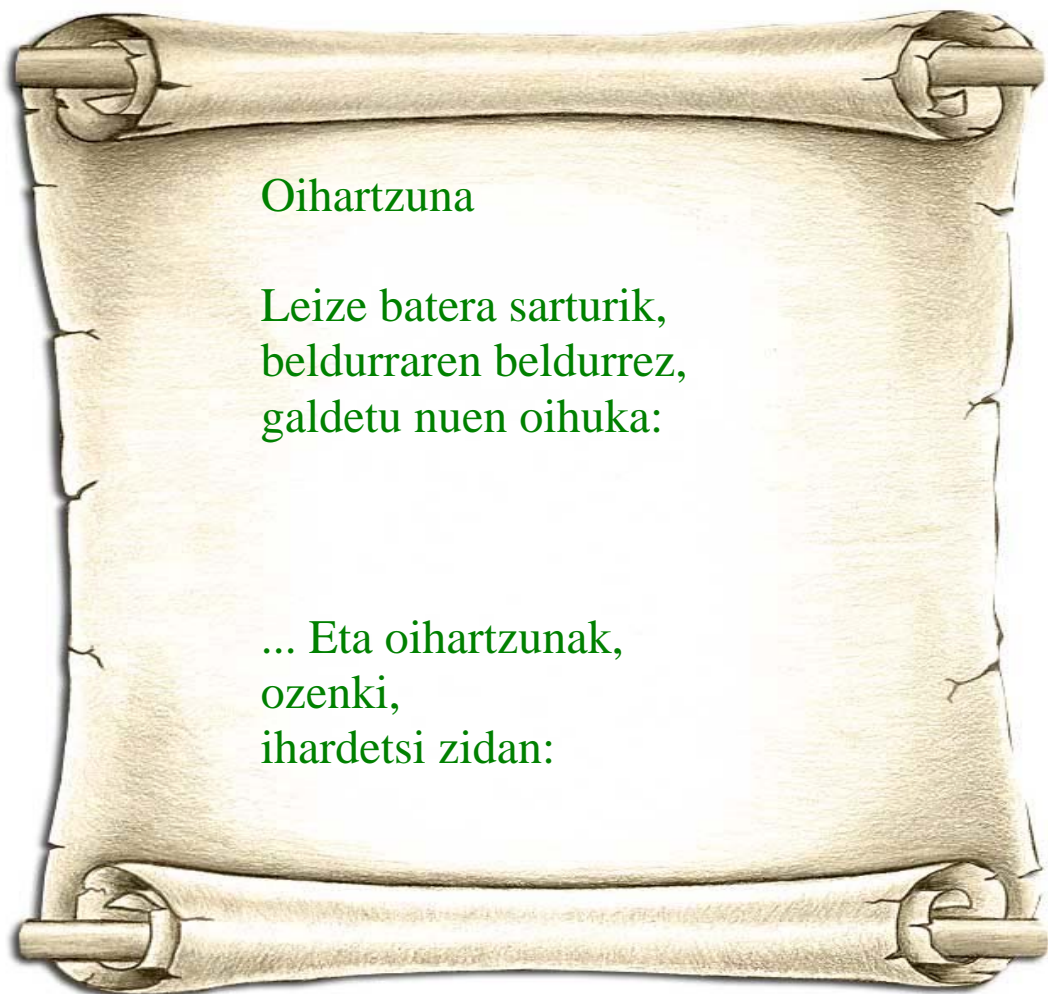 Oihartzuna
Leize batera sarturik,
beldurraren beldurrez,
galdetu nuen oihuka:
... Eta oihartzunak,
ozenki,
ihardetsi zidan: